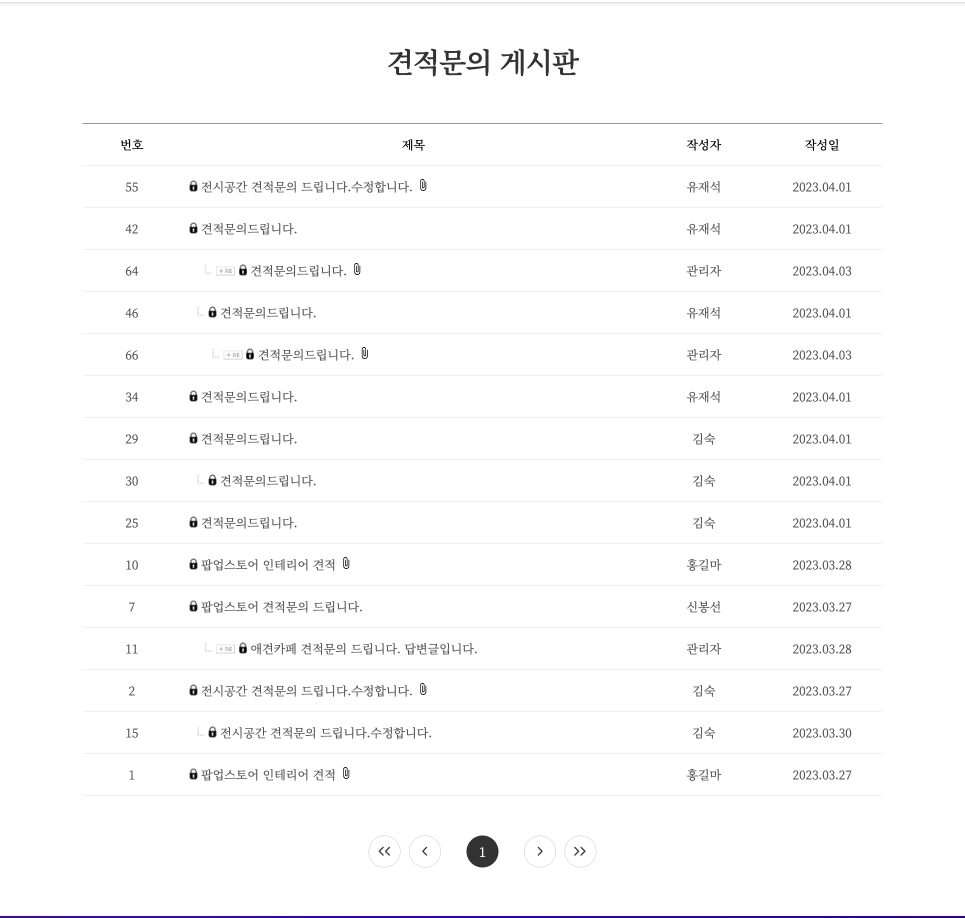 견적문의 게시판
번호 제목 작성자 작성일
55 전시공간 견적문의 드립니다.수정합니다. 유재석 2023.04.01
42 견적문의드립니다. 유재석 2023.04.01
64 + RE 견적문의드립니다. 관리자 2023.04.03
46 견적문의드립니다. 유재석 2023.04.01
66 + RE 견적문의드립니다. 관리자 2023.04.03
34 견적문의드립니다. 유재석 2023.04.01
29 견적문의드립니다. 김숙 2023.04.01
30 견적문의드립니다. 김숙 2023.04.01
25 견적문의드립니다. 김숙 2023.04.01
10 팝업스토어 인테리어 견적 홍길마 2023.03.28
7 팝업스토어 견적문의 드립니다. 신봉선 2023.03.27
11 + RE 애견카페 견적문의 드립니다. 답변글입니다. 관리자 2023.03.28
2 전시공간 견적문의 드립니다.수정합니다. 김숙 2023.03.27
15 전시공간 견적문의 드립니다.수정합니다. 김숙 2023.03.30
1 팝업스토어 인테리어 견적 홍길마 2023.03.27
1